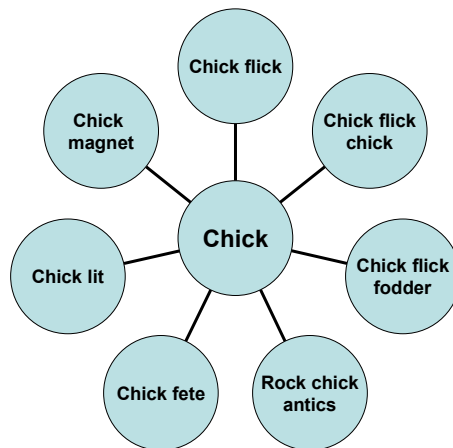 Chick flick
Chick
magnet
Chick flick
chick
Chick
Chick lit
Chick flick
fodder
Chick fete
Rock chick
antics